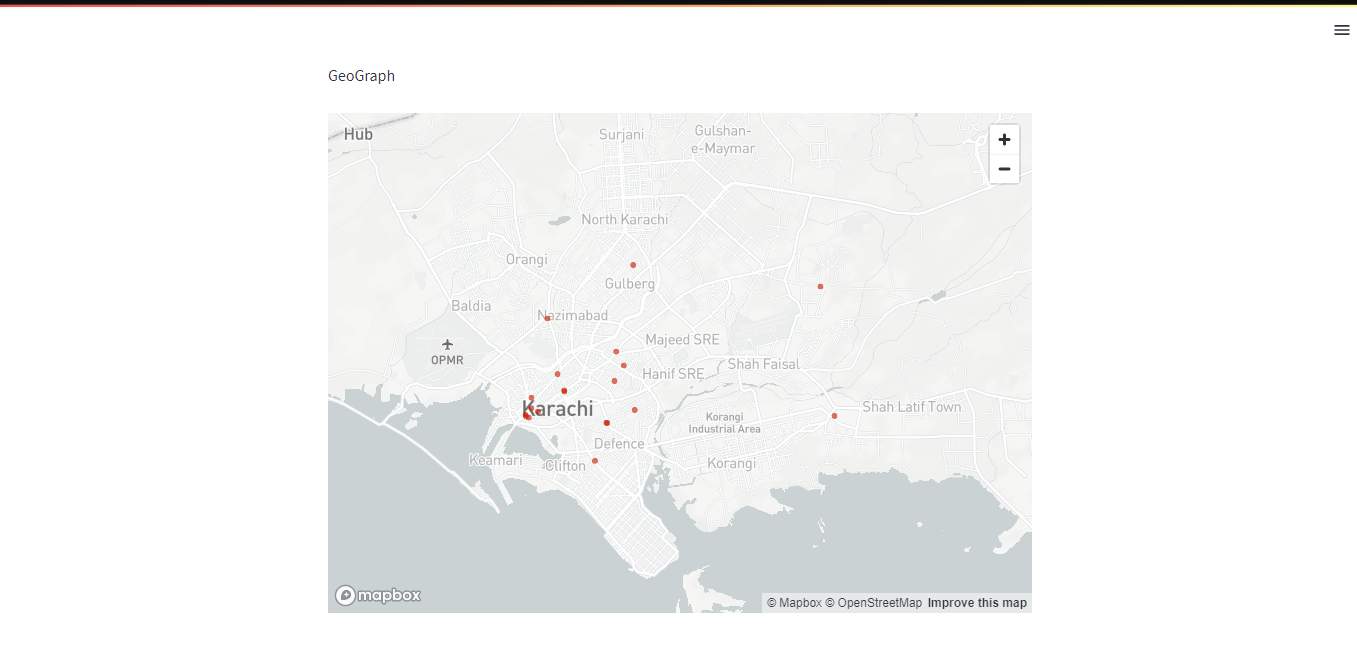 GeoGraph
Hub
Surjani
Gulshan-
e-Maymar
North Karachi
Orangi
Gulberg
Baldia
Nazimabad
OPMR
Majeed SRE
Shah Faisal
Hanif SRE
Karachi
Shah Latif Town
Korangi
Industrial Area
Defence
Keamari
Clifton
Korangi
mapbox
© Mapbox © OpenStreetMap Improve this map